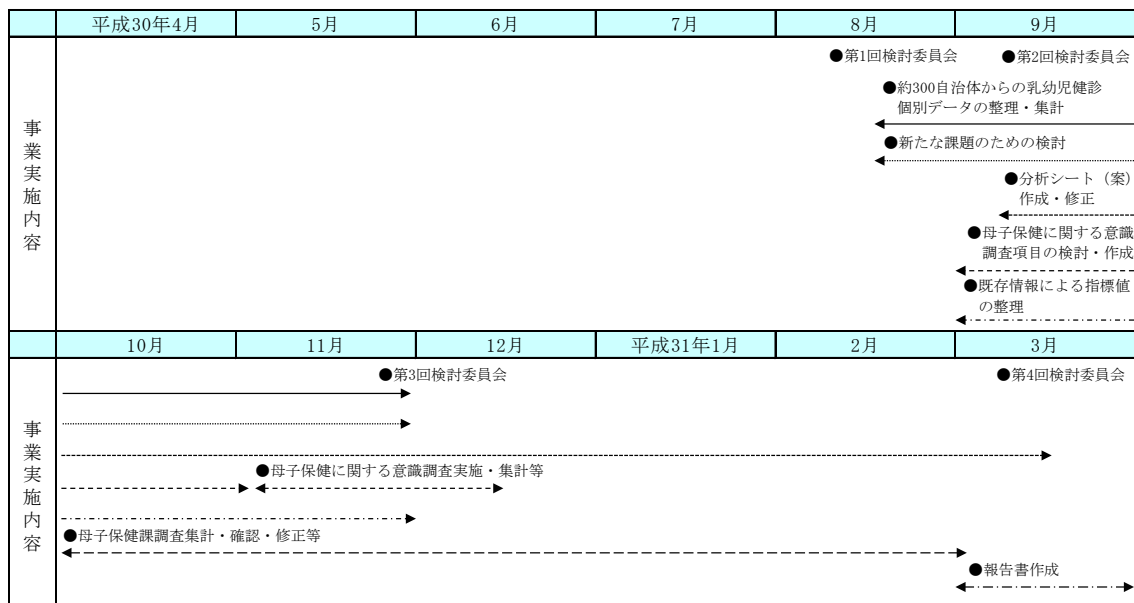 平成30年4月
5月
6月
7月
8月
9月
事業実施内容
●第1回検討委員会
●第2回検討委員会
●約300自治体からの乳幼児健診
個別データの整理・集計
●新たな課題のための検討
●分析シート（案）
作成・修正
●母子保健に関する意識
調査項目の検討・作成
●既存情報による指標値
の整理
10月
11月
12月
平成31年1月
2月
3月
事業実施内容
●第3回検討委員会
●第4回検討委員会
●母子保健に関する意識調査実施・集計等
●母子保健課調査集計・確認・修正等
●報告書作成